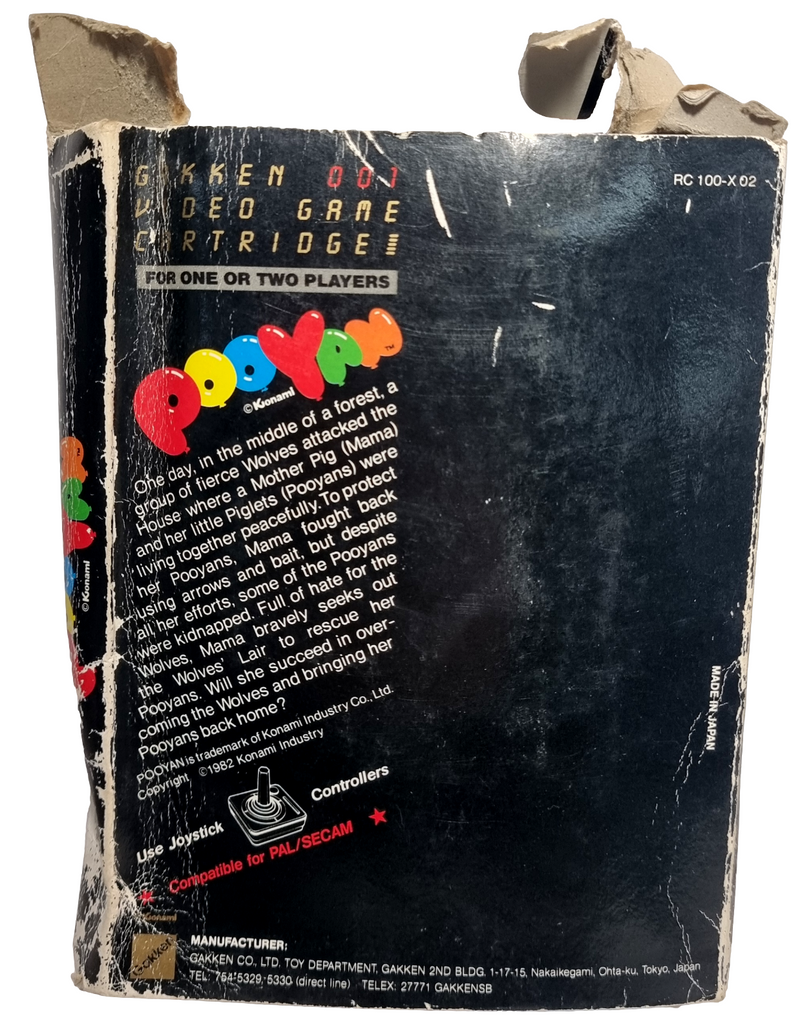 GAKKEN 001
VIDEO GAME
CARTRIDGE
FOR ONE OR TWO PLAYERS
RC 100-X 02
POOYAN™
© Konami
One day, in the middle of a forest, a
group of fierce Wolves attacked the
House where a Mother Pig (Mama)
and her little Piglets (Pooyans) were
living together peacefully. To protect
her Pooyans, Mama fought back
using arrows and bait, but despite
all her efforts, some of the Pooyans
were kidnapped. Full of hate for the
Wolves, Mama bravely seeks out
the Wolves' Lair to rescue her
Pooyans. Will she succeed in over-
coming the Wolves and bringing her
Pooyans back home?
POOYAN is trademark of Konami Industry Co., Ltd.
Copyright ©1982 Konami Industry
Use Joystick Controllers
★ Compatible for PAL/SECAM ★
Konami
Gakken
MANUFACTURER;
GAKKEN CO., LTD. TOY DEPARTMENT, GAKKEN 2ND BLDG. 1-17-15, Nakaikegami, Ohta-ku, Tokyo, Japan
TEL: 754-5329, 5330 (direct line) TELEX: 27771 GAKKENSB
MADE IN JAPAN
POOYAN™
© Konami